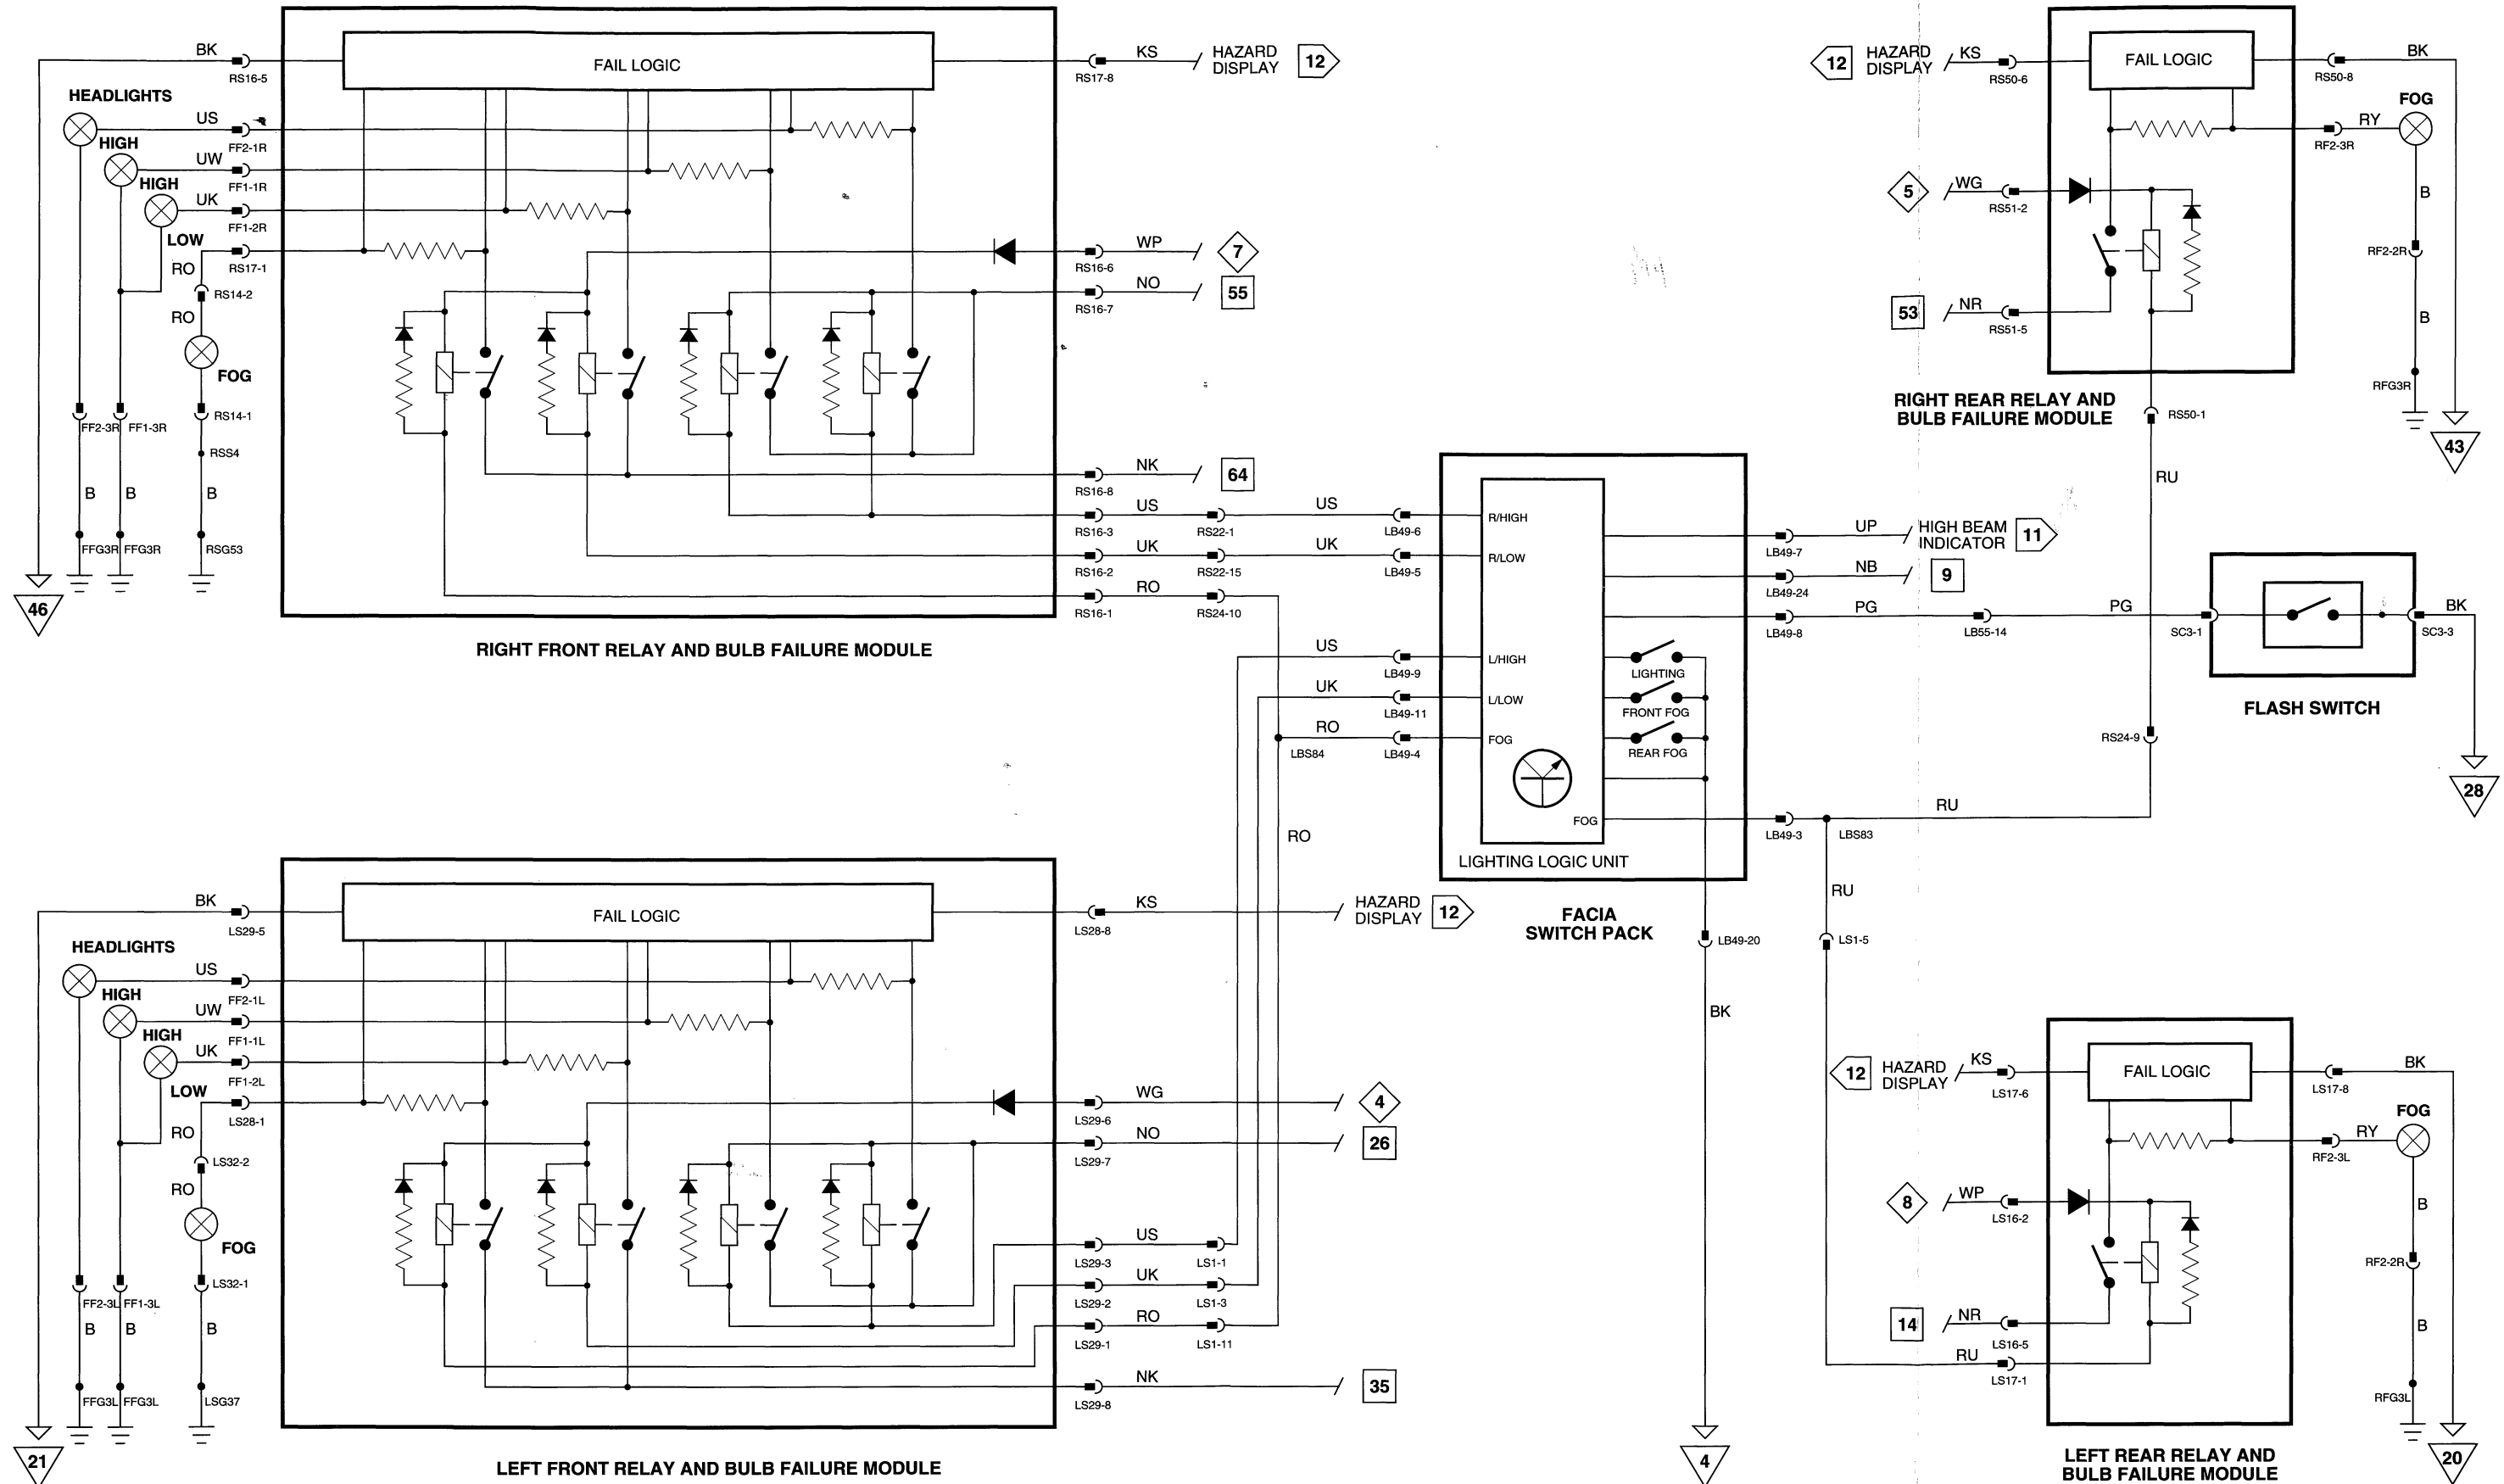 BK
RS16-5
FAIL LOGIC
RS17-8
KS
HAZARD
DISPLAY
12
HEADLIGHTS
US
FF2-1R
HIGH
UW
FF1-1R
HIGH
UK
FF1-2R
LOW
RS17-1
RO
RS14-2
RO
FOG
RS14-1
FF2-3R
FF1-3R
RSS4
B
B
B
FFG3R
FFG3R
RSG53
46
WP
RS16-6
7
NO
RS16-7
55
NK
RS16-8
64
US
RS16-3
RS22-1
US
LB49-6
UK
RS16-2
RS22-15
UK
LB49-5
RO
RS16-1
RS24-10
RIGHT FRONT RELAY AND BULB FAILURE MODULE
12
HAZARD
DISPLAY
KS
RS50-6
FAIL LOGIC
RS50-8
BK
FOG
RY
RF2-3R
5
WG
RS51-2
B
RF2-2R
53
NR
RS51-5
B
RFG3R
43
RIGHT REAR RELAY AND
BULB FAILURE MODULE
RS50-1
RU
R/HIGH
R/LOW
LB49-7
UP
HIGH BEAM
INDICATOR
11
LB49-24
NB
9
LB49-8
PG
LB55-14
PG
SC3-1
SC3-3
BK
FLASH SWITCH
28
US
LB49-9
L/HIGH
LIGHTING
UK
LB49-11
L/LOW
FRONT FOG
RO
LBS84
LB49-4
FOG
REAR FOG
RS24-9
FOG
LB49-3
LBS83
RU
RO
LIGHTING LOGIC UNIT
FACIA
SWITCH PACK
RU
LB49-20
LS1-5
BK
4
BK
LS29-5
FAIL LOGIC
LS28-8
KS
HAZARD
DISPLAY
12
HEADLIGHTS
US
FF2-1L
HIGH
UW
FF1-1L
HIGH
UK
FF1-2L
LOW
LS28-1
RO
LS32-2
RO
FOG
LS32-1
FF2-3L
FF1-3L
B
B
B
FFG3L
FFG3L
LSG37
21
WG
LS29-6
4
NO
LS29-7
26
US
LS29-3
LS1-1
UK
LS29-2
LS1-3
RO
LS29-1
LS1-11
NK
LS29-8
35
LEFT FRONT RELAY AND BULB FAILURE MODULE
12
HAZARD
DISPLAY
KS
LS17-6
FAIL LOGIC
LS17-8
BK
FOG
RY
RF2-3L
8
WP
LS16-2
B
RF2-2R
14
NR
LS16-5
B
RU
LS17-1
RFG3L
20
LEFT REAR RELAY AND
BULB FAILURE MODULE